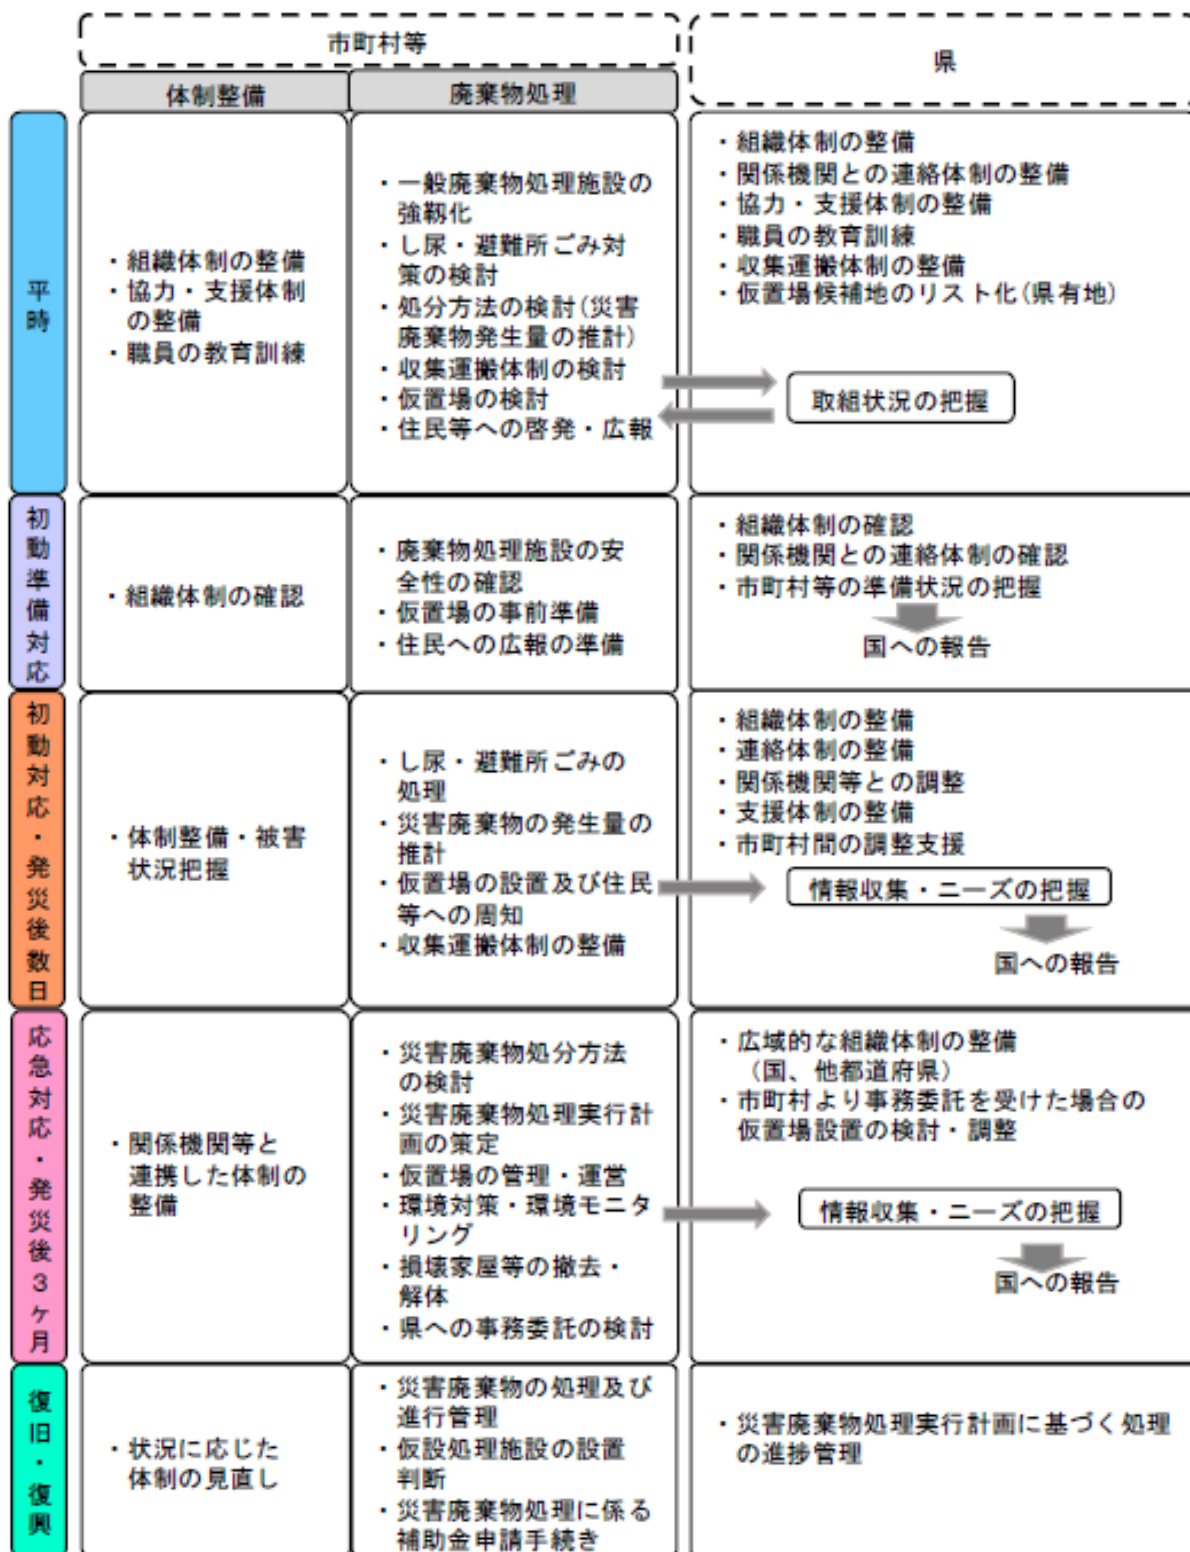 市町村等
県
体制整備
廃棄物処理
平時
・組織体制の整備
・協力・支援体制
の整備
・職員の教育訓練
・一般廃棄物処理施設の
強靱化
・し尿・避難所ごみ対
策の検討
・処分方法の検討(災害
廃棄物発生量の推計)
・収集運搬体制の検討
・仮置場の検討
・住民等への啓発・広報
・組織体制の整備
・関係機関との連絡体制の整備
・協力・支援体制の整備
・職員の教育訓練
・収集運搬体制の整備
・仮置場候補地のリスト化(県有地)
取組状況の把握
初動準備対応
・組織体制の確認
・廃棄物処理施設の安
全性の確認
・仮置場の事前準備
・住民への広報の準備
・組織体制の確認
・関係機関との連絡体制の確認
・市町村等の準備状況の把握
国への報告
初動対応・発災後数日
・体制整備・被害
状況把握
・し尿・避難所ごみの
処理
・災害廃棄物の発生量の
推計
・仮置場の設置及び住民
等への周知
・収集運搬体制の整備
・組織体制の整備
・連絡体制の整備
・関係機関等との調整
・支援体制の整備
・市町村間の調整支援
情報収集・ニーズの把握
国への報告
応急対応・発災後3ヶ月
・関係機関等と
連携した体制の
整備
・災害廃棄物処分方法
の検討
・災害廃棄物処理実行計
画の策定
・仮置場の管理・運営
・環境対策・環境モニタ
リング
・損壊家屋等の撤去・
解体
・県への事務委託の検討
・広域的な組織体制の整備
(国、他都道府県)
・市町村より事務委託を受けた場合の
仮置場設置の検討・調整
情報収集・ニーズの把握
国への報告
復旧・復興
・状況に応じた
体制の見直し
・災害廃棄物の処理及び
進行管理
・仮設処理施設の設置
判断
・災害廃棄物処理に係る
補助金申請手続き
・災害廃棄物処理実行計画に基づく処理
の進捗管理